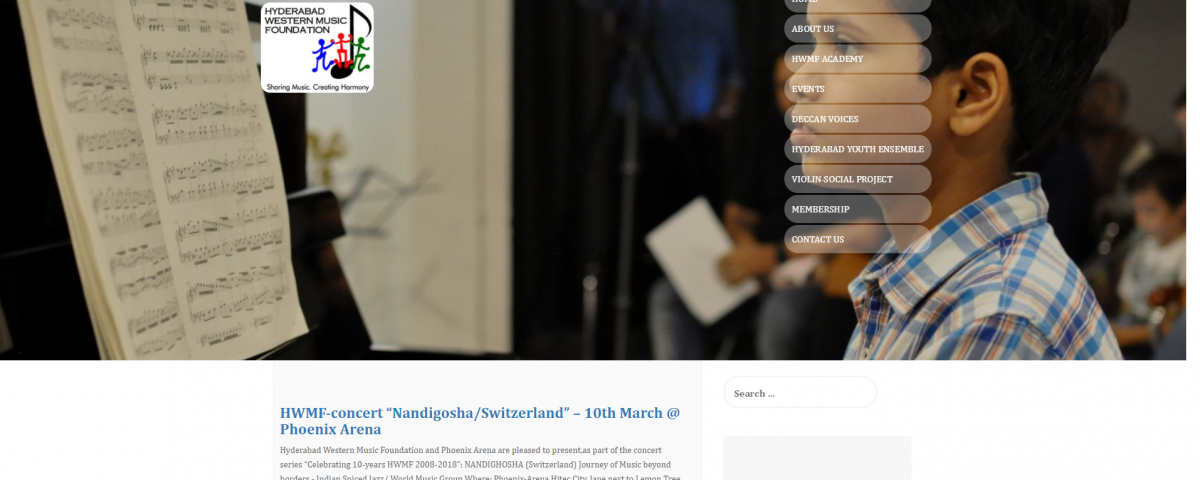 HYDERABAD
WESTERN MUSIC
FOUNDATION
Sharing Music. Creating Harmony
HOME
ABOUT US
HWMF ACADEMY
EVENTS
DECCAN VOICES
HYDERABAD YOUTH ENSEMBLE
VIOLIN-SOCIAL PROJECT
MEMBERSHIP
CONTACT US
Search ...
HWMF-concert “Nandigosha/Switzerland” – 10th March @
Phoenix Arena
Hyderabad Western Music Foundation and Phoenix Arena are pleased to present,as part of the concert
series “Celebrating 10-years HWMF 2008-2018”: NANDIGHOSHA (Switzerland) Journey of Music beyond
borders - Indian Spiced Jazz/ World Music Group Where: Phoenix-Arena Hitec City, lane next to Lemon Tree